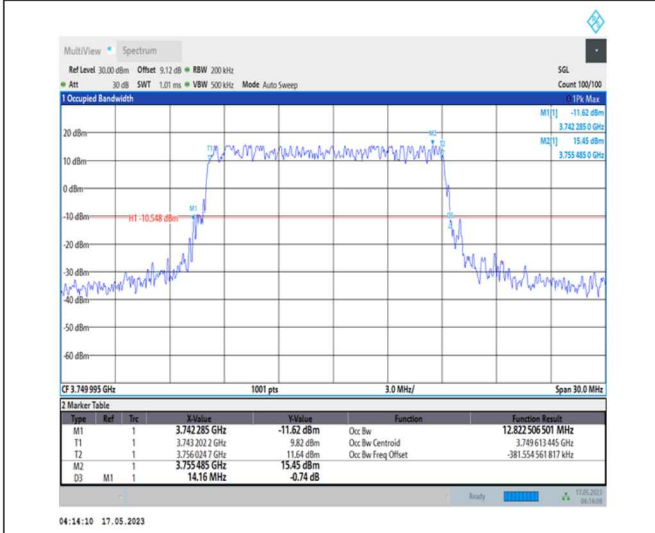 MultiView Spectrum
Ref Level 30.00 dBm Offset 9.12 dB RBW 200 kHz SGL
Att 30 dB SWT 1.01 ms VBW 500 kHz Mode Auto Sweep Count 100/100
1 Occupied Bandwidth 1Pk Max
M1[1] -11.62 dBm
3.742 285 0 GHz
20 dBm M2[1] 15.45 dBm
3.755 485 0 GHz
T1 M2 T2
10 dBm
0 dBm
M1
-10 dBm H1 -10.548 dBm
-20 dBm
-30 dBm
-40 dBm
-50 dBm
-60 dBm
CF 3.749 995 GHz 1001 pts 3.0 MHz/ Span 30.0 MHz
2 Marker Table
Type Ref Trc X-Value Y-Value Function Function Result
M1 1 3.742 285 GHz -11.62 dBm Occ Bw 12.822 506 501 MHz
T1 1 3.743 202 2 GHz 9.82 dBm Occ Bw Centroid 3.749 613 445 GHz
T2 1 3.756 024 7 GHz 11.64 dBm Occ Bw Freq Offset -381.554 561 817 kHz
M2 1 3.755 485 GHz 15.45 dBm
D3 M1 1 14.16 MHz -0.74 dB
Ready 17.05.2023
04:14:09
04:14:10 17.05.2023